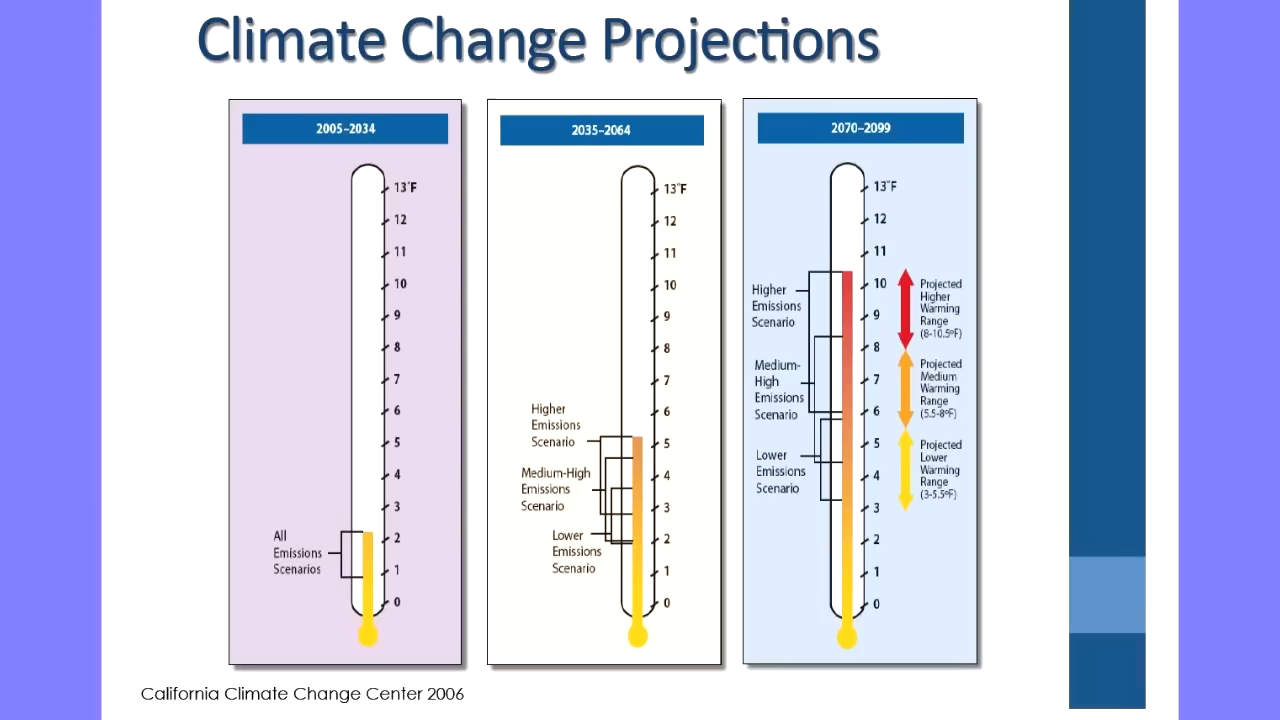 Climate Change Projections
2005–2034
13°F
12
11
10
9
8
7
6
5
4
3
2
1
0
All
Emissions
Scenarios
2035–2064
13°F
12
11
10
9
8
7
6
5
4
3
2
1
0
Higher
Emissions
Scenario
Medium-High
Emissions
Scenario
Lower
Emissions
Scenario
2070–2099
13°F
12
11
10
9
8
7
6
5
4
3
2
1
0
Higher
Emissions
Scenario
Medium-
High
Emissions
Scenario
Lower
Emissions
Scenario
Projected
Higher
Warming
Range
(8-10.5°F)
Projected
Medium
Warming
Range
(5.5-8°F)
Projected
Lower
Warming
Range
(3-5.5°F)
California Climate Change Center 2006